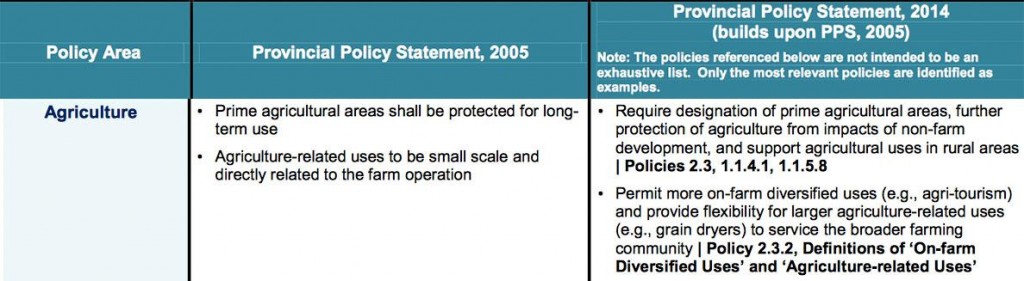 Policy Area
Provincial Policy Statement, 2005
Provincial Policy Statement, 2014
(builds upon PPS, 2005)
Note: The policies referenced below are not intended to be an
exhaustive list. Only the most relevant policies are identified as
examples.
Agriculture
• Prime agricultural areas shall be protected for long-
term use
• Agriculture-related uses to be small scale and
directly related to the farm operation
• Require designation of prime agricultural areas, further
protection of agriculture from impacts of non-farm
development, and support agricultural uses in rural areas
| Policies 2.3, 1.1.4.1, 1.1.5.8
• Permit more on-farm diversified uses (e.g., agri-tourism)
and provide flexibility for larger agriculture-related uses
(e.g., grain dryers) to service the broader farming
community | Policy 2.3.2, Definitions of ‘On-farm
Diversified Uses’ and ‘Agriculture-related Uses’